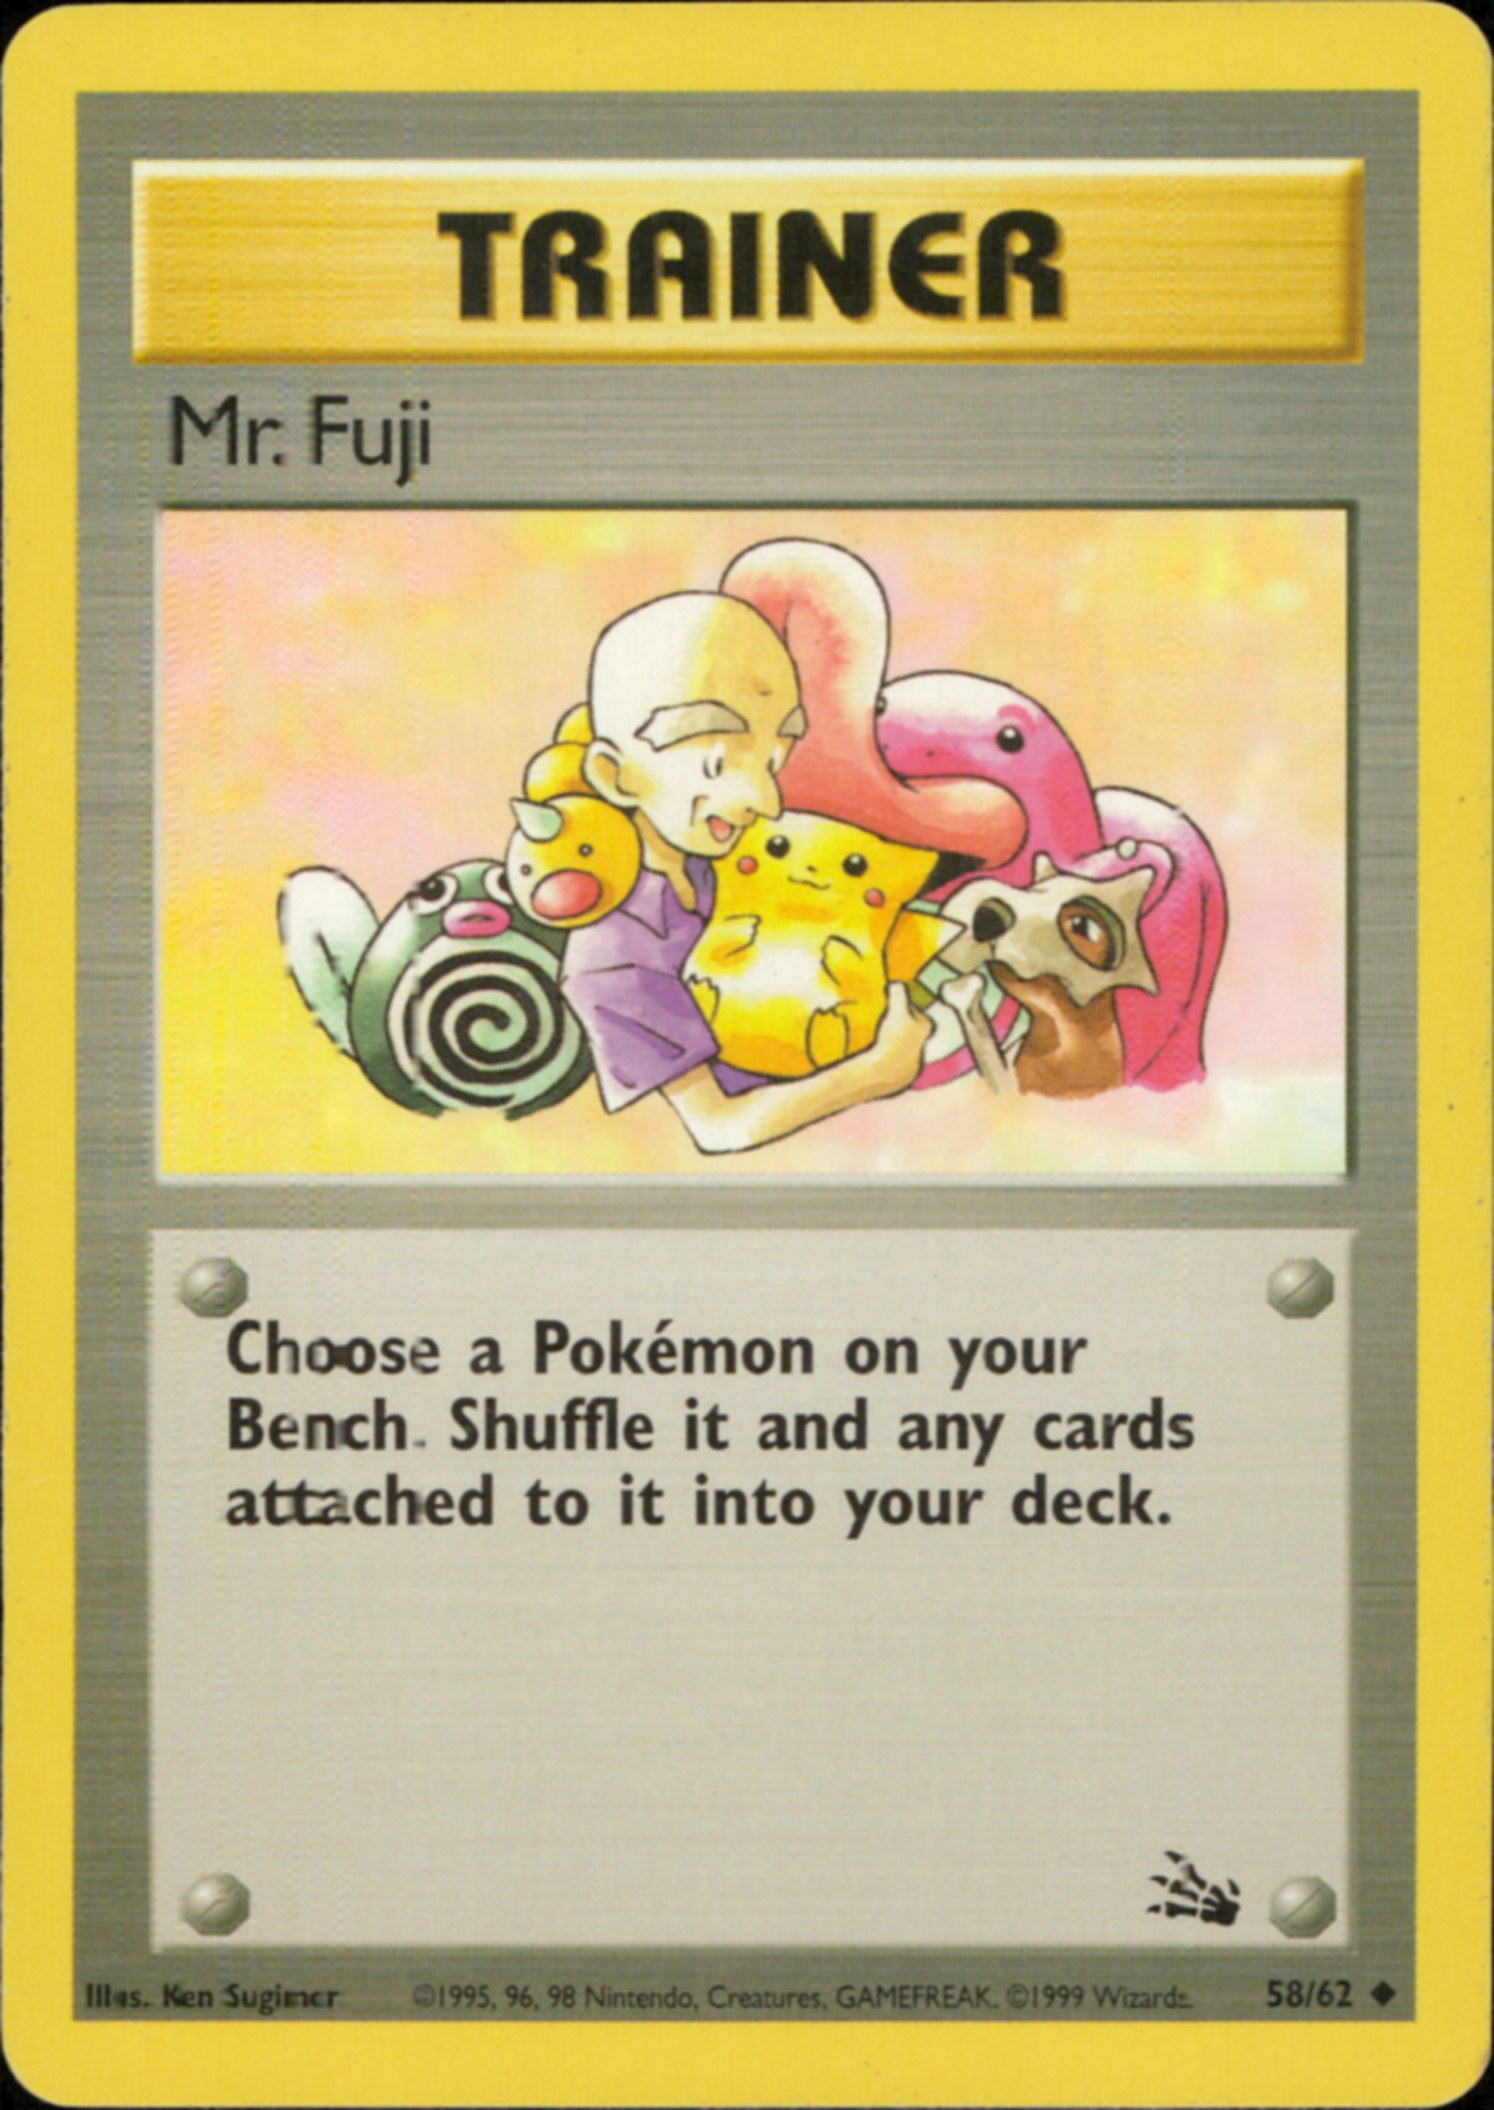 TRAINER
Mr. Fuji
Choose a Pokémon on your
Bench. Shuffle it and any cards
attached to it into your deck.
Illus. Ken Sugimori ©1995, 96, 98 Nintendo, Creatures, GAMEFREAK. ©1999 Wizards. 58/62 ◆